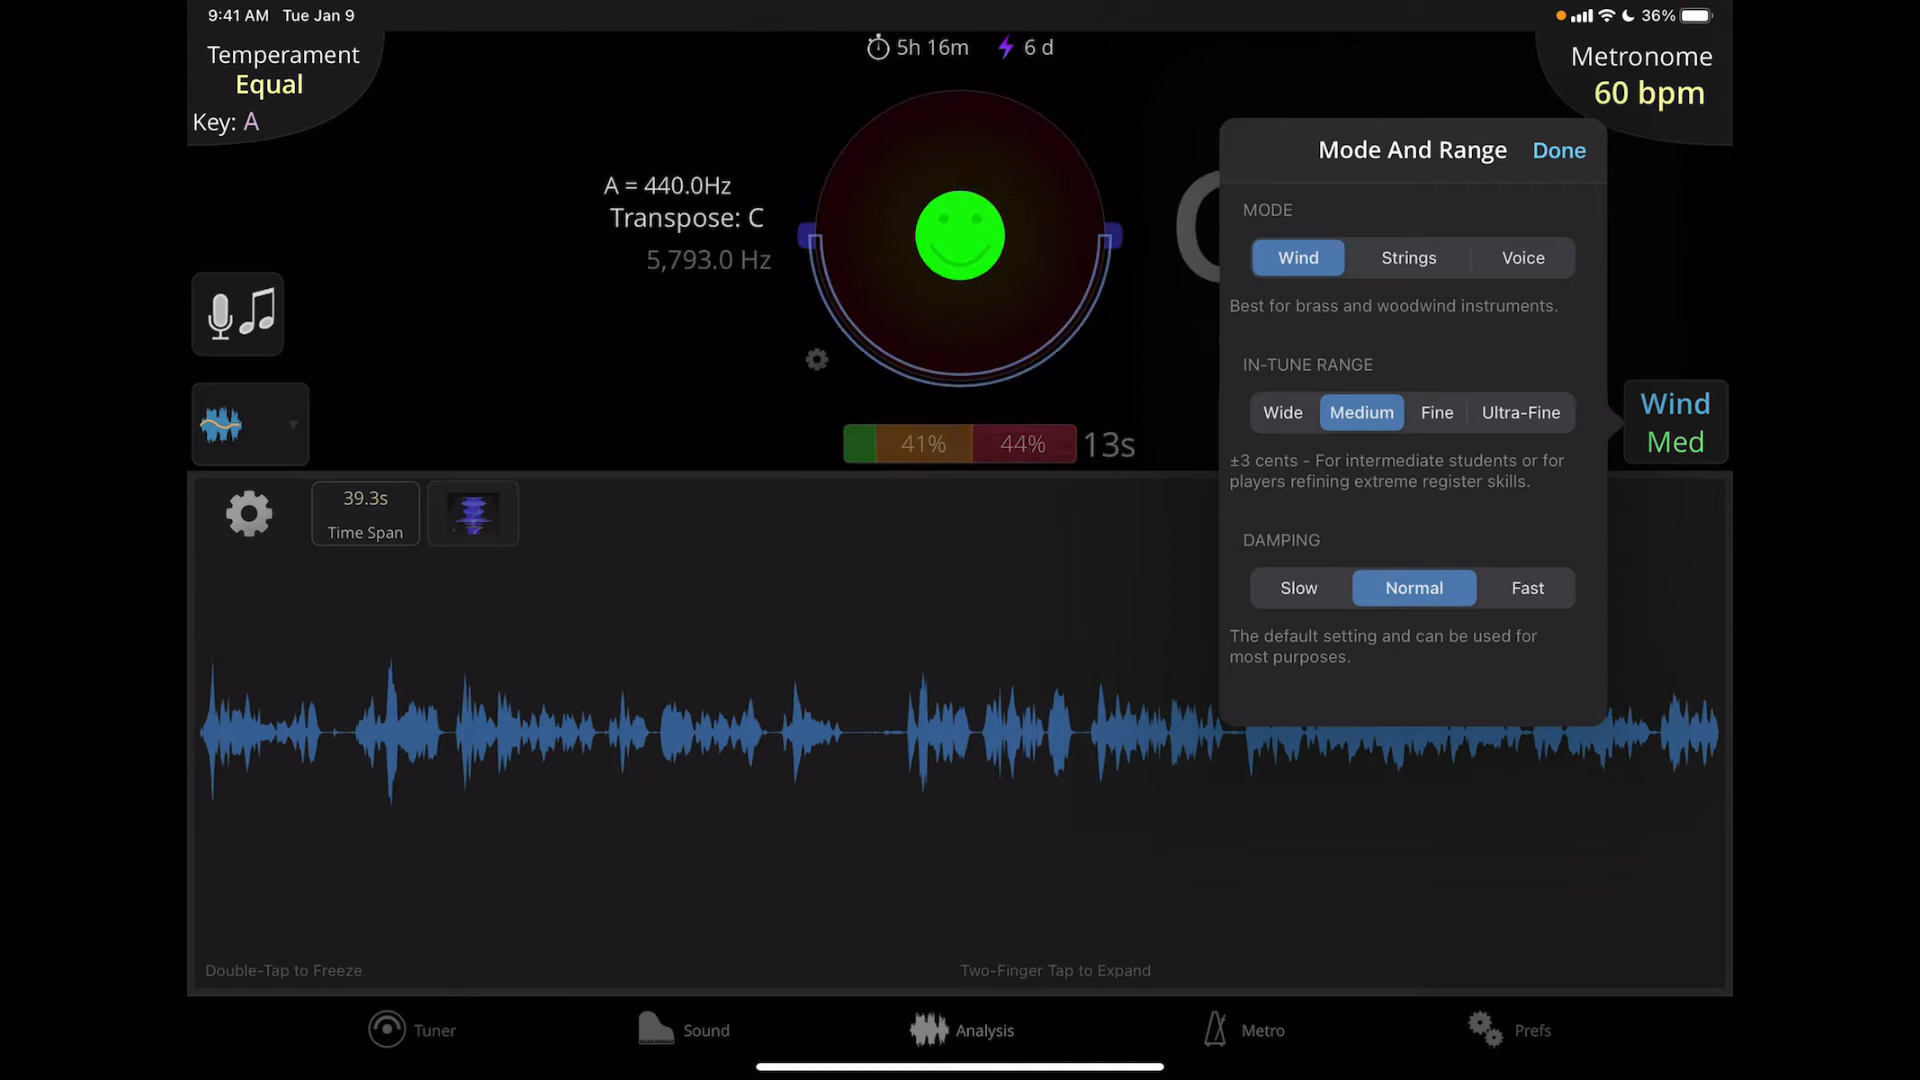 9:41 AM Tue Jan 9
36%
Temperament
Equal
Key: A
5h 16m 6 d
Metronome
60 bpm
A = 440.0Hz
Transpose: C
5,793.0 Hz
41% 44% 13s
Mode And Range Done
MODE
Wind Strings Voice
Best for brass and woodwind instruments.
IN-TUNE RANGE
Wide Medium Fine Ultra-Fine
±3 cents - For intermediate students or for
players refining extreme register skills.
DAMPING
Slow Normal Fast
The default setting and can be used for
most purposes.
Wind
Med
39.3s
Time Span
Double-Tap to Freeze
Two-Finger Tap to Expand
Tuner Sound Analysis Metro Prefs